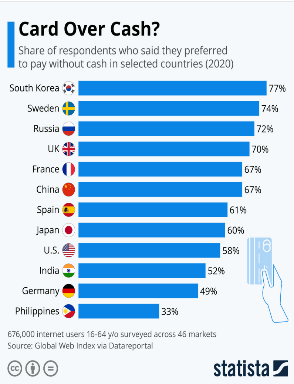 Card Over Cash?
Share of respondents who said they preferred
to pay without cash in selected countries (2020)
South Korea 77%
Sweden 74%
Russia 72%
UK 70%
France 67%
China 67%
Spain 61%
Japan 60%
U.S. 58%
India 52%
Germany 49%
Philippines 33%
676,000 internet users 16-64 y/o surveyed across 46 markets
Source: Global Web Index via Datareportal
cc
statista